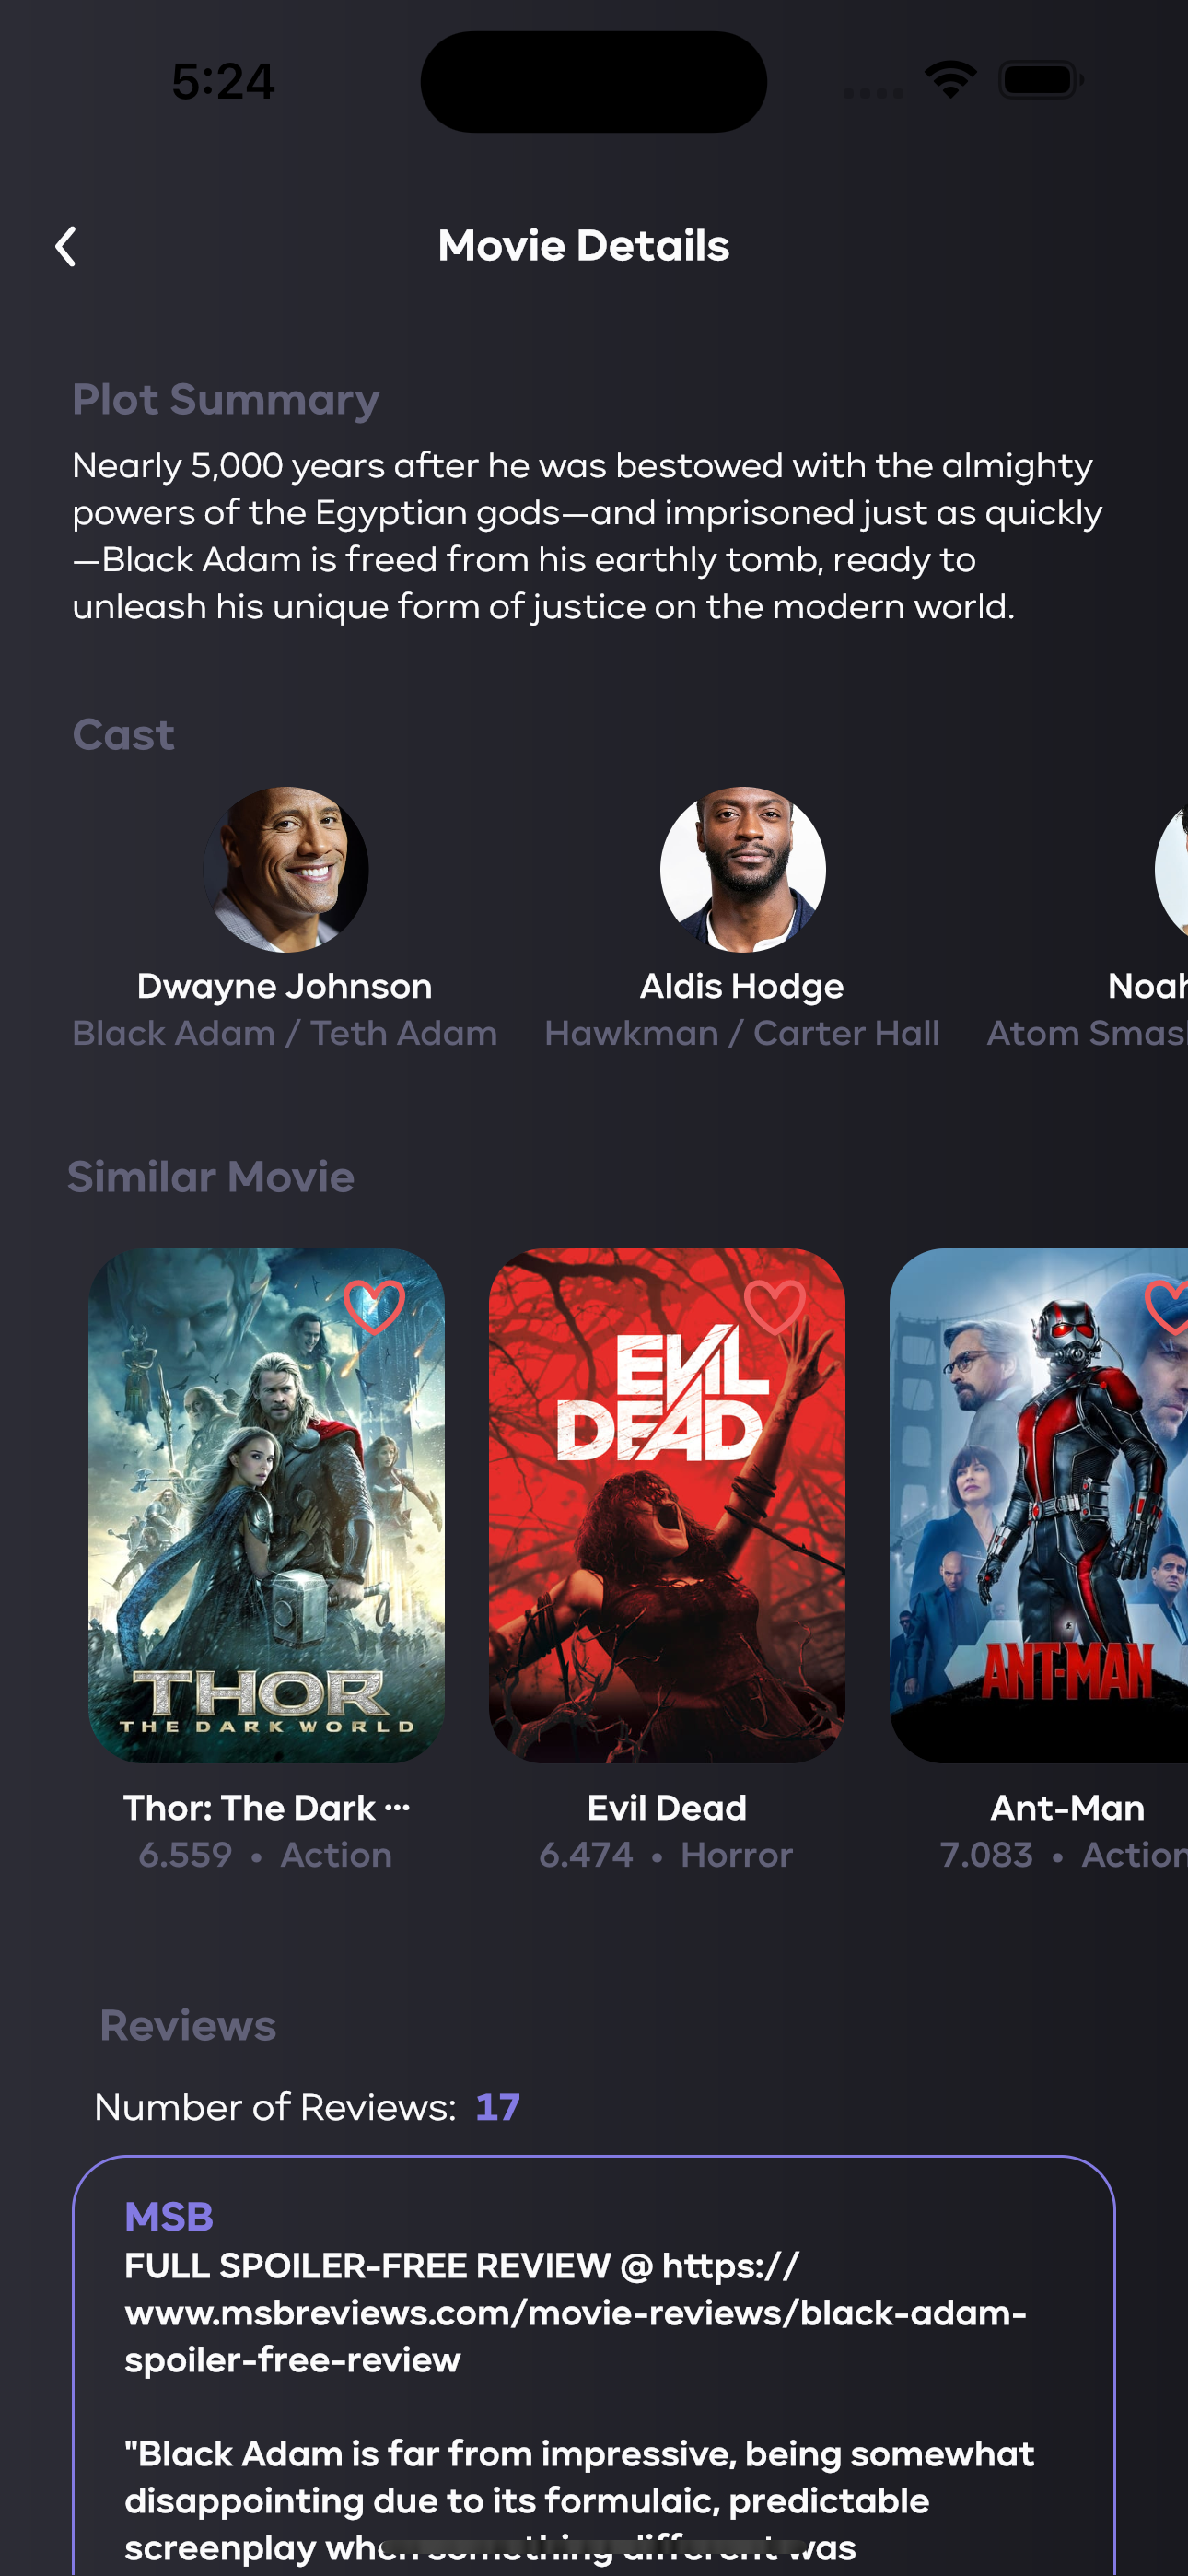 5:24
Movie Details
Plot Summary
Nearly 5,000 years after he was bestowed with the almighty
powers of the Egyptian gods—and imprisoned just as quickly
—Black Adam is freed from his earthly tomb, ready to
unleash his unique form of justice on the modern world.
Cast
Dwayne Johnson
Aldis Hodge
Noah
Black Adam / Teth Adam
Hawkman / Carter Hall
Atom Smash
Similar Movie
THOR
THE DARK WORLD
EVIL
DEAD
ANT-MAN
Thor: The Dark ...
Evil Dead
Ant-Man
6.559 • Action
6.474 • Horror
7.083 • Action
Reviews
Number of Reviews: 17
MSB
FULL SPOILER-FREE REVIEW @ https://
www.msbreviews.com/movie-reviews/black-adam-
spoiler-free-review
"Black Adam is far from impressive, being somewhat
disappointing due to its formulaic, predictable
screenplay when something different was